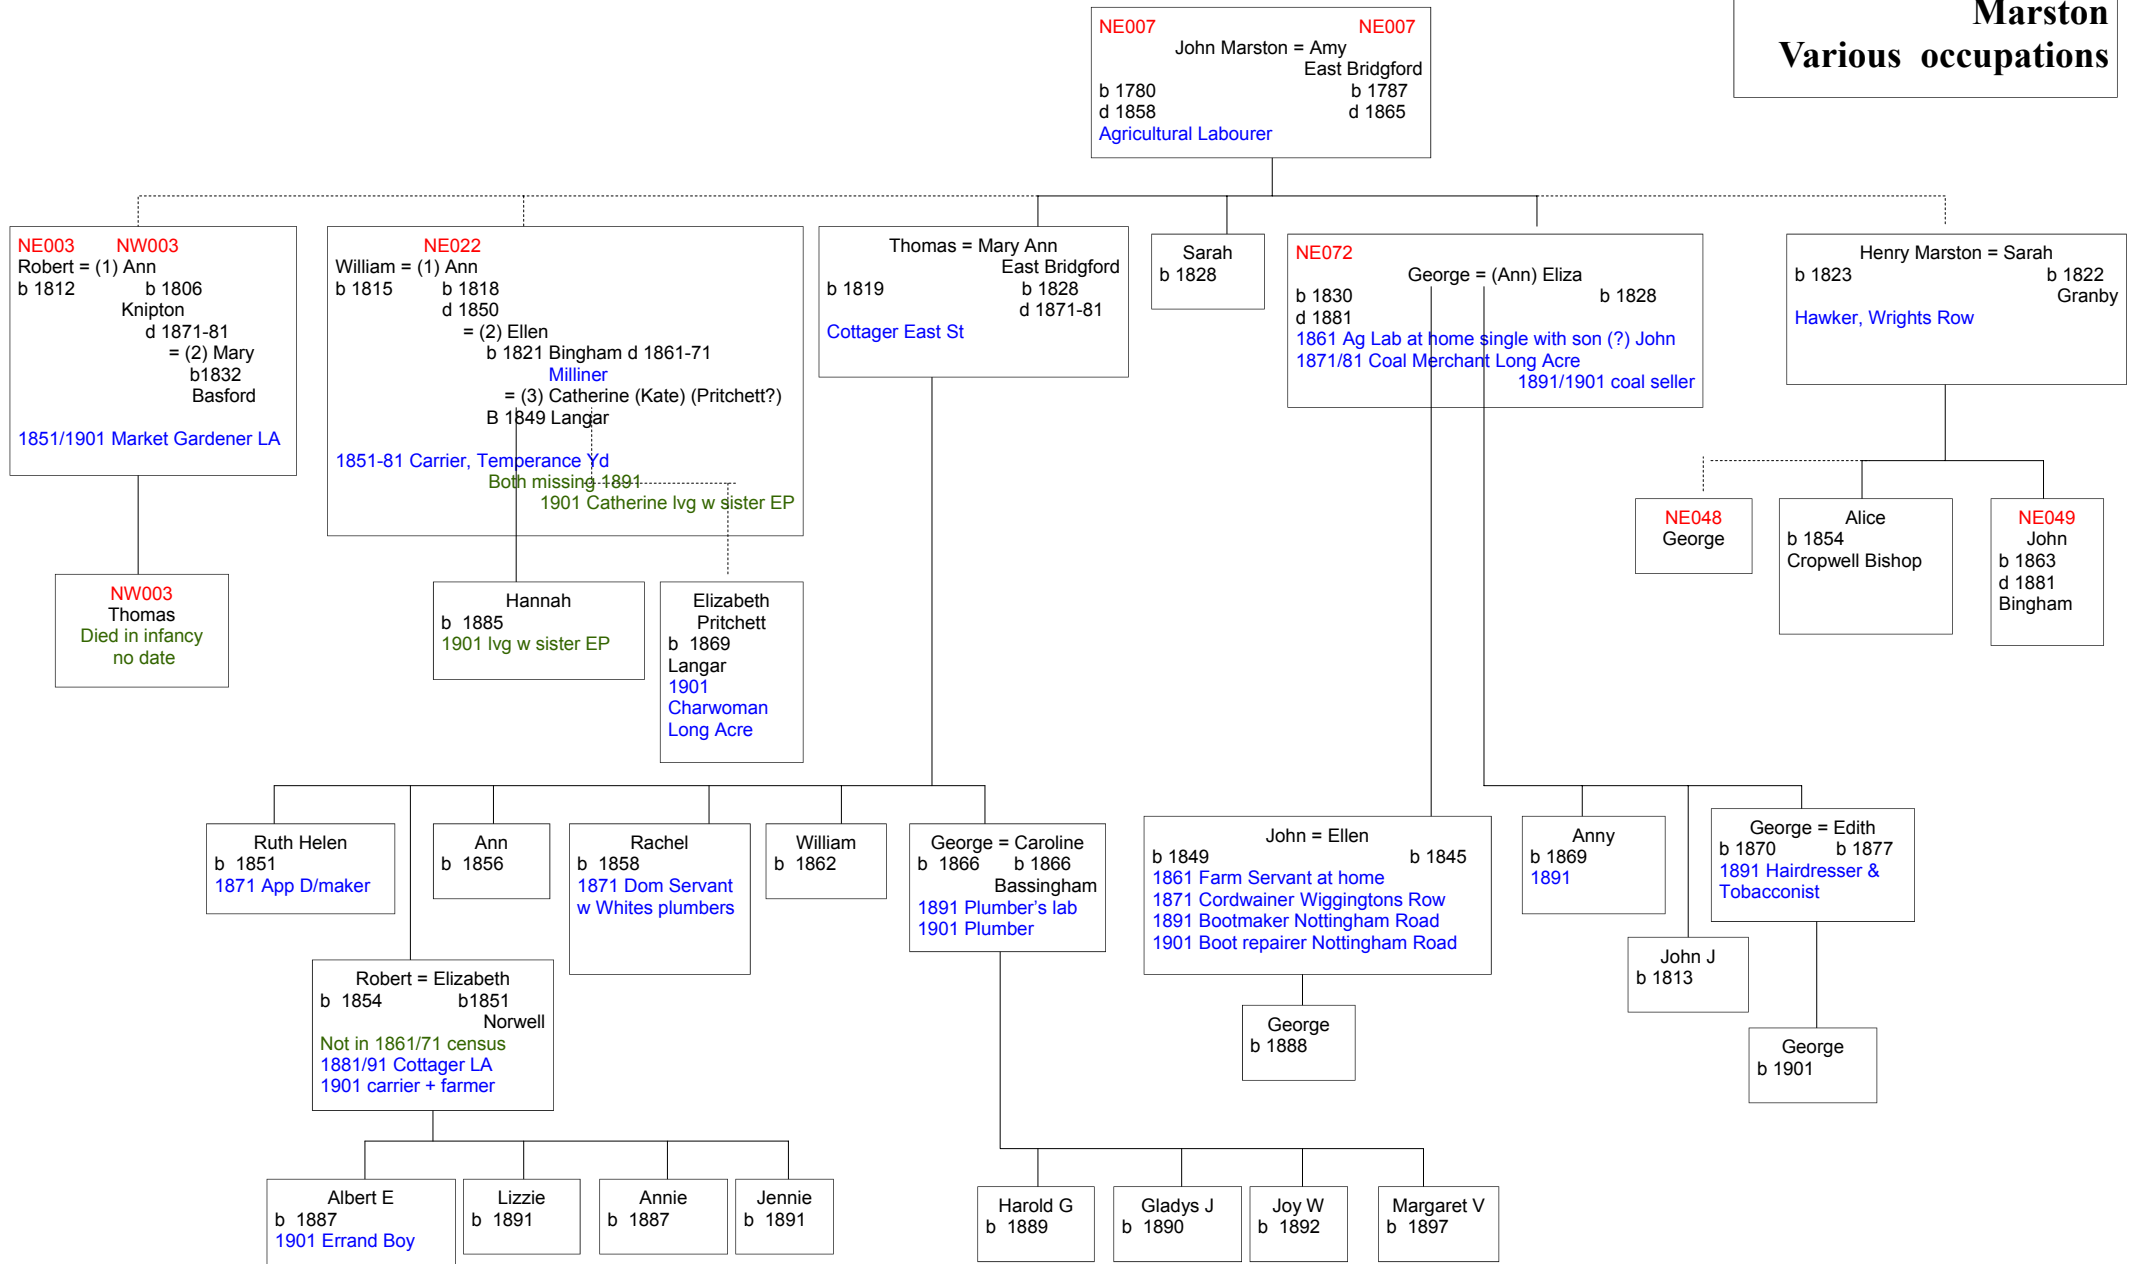 Marston
Various occupations
NE007 NE007
John Marston = Amy
East Bridgford
b 1780 b 1787
d 1858 d 1865
Agricultural Labourer
NE003 NW003
Robert = (1) Ann
b 1812 b 1806
Knipton
d 1871-81
= (2) Mary
b1832
Basford
1851/1901 Market Gardener LA
NE022
William = (1) Ann
b 1815 b 1818
d 1850
= (2) Ellen
b 1821 Bingham d 1861-71
Milliner
= (3) Catherine (Kate) (Pritchett?)
B 1849 Langar
1851-81 Carrier, Temperance Yd
Both missing 1891
1901 Catherine lvg w sister EP
Thomas = Mary Ann
East Bridgford
b 1819 b 1828
d 1871-81
Cottager East St
Sarah
b 1828
NE072
George = (Ann) Eliza
b 1830 b 1828
d 1881
1861 Ag Lab at home single with son (?) John
1871/81 Coal Merchant Long Acre
1891/1901 coal seller
Henry Marston = Sarah
b 1823 b 1822
Granby
Hawker, Wrights Row
NW003
Thomas
Died in infancy
no date
Hannah
b 1885
1901 lvg w sister EP
Elizabeth
Pritchett
b 1869
Langar
1901
Charwoman
Long Acre
NE048
George
Alice
b 1854
Cropwell Bishop
NE049
John
b 1863
d 1881
Bingham
Ruth Helen
b 1851
1871 App D/maker
Ann
b 1856
Rachel
b 1858
1871 Dom Servant
w Whites plumbers
William
b 1862
George = Caroline
b 1866 b 1866
Bassingham
1891 Plumber's lab
1901 Plumber
John = Ellen
b 1849 b 1845
1861 Farm Servant at home
1871 Cordwainer Wiggingtons Row
1891 Bootmaker Nottingham Road
1901 Boot repairer Nottingham Road
Anny
b 1869
1891
George = Edith
b 1870 b 1877
1891 Hairdresser &
Tobacconist
Robert = Elizabeth
b 1854 b1851
Norwell
Not in 1861/71 census
1881/91 Cottager LA
1901 carrier + farmer
John J
b 1813
George
b 1888
George
b 1901
Albert E
b 1887
1901 Errand Boy
Lizzie
b 1891
Annie
b 1887
Jennie
b 1891
Harold G
b 1889
Gladys J
b 1890
Joy W
b 1892
Margaret V
b 1897